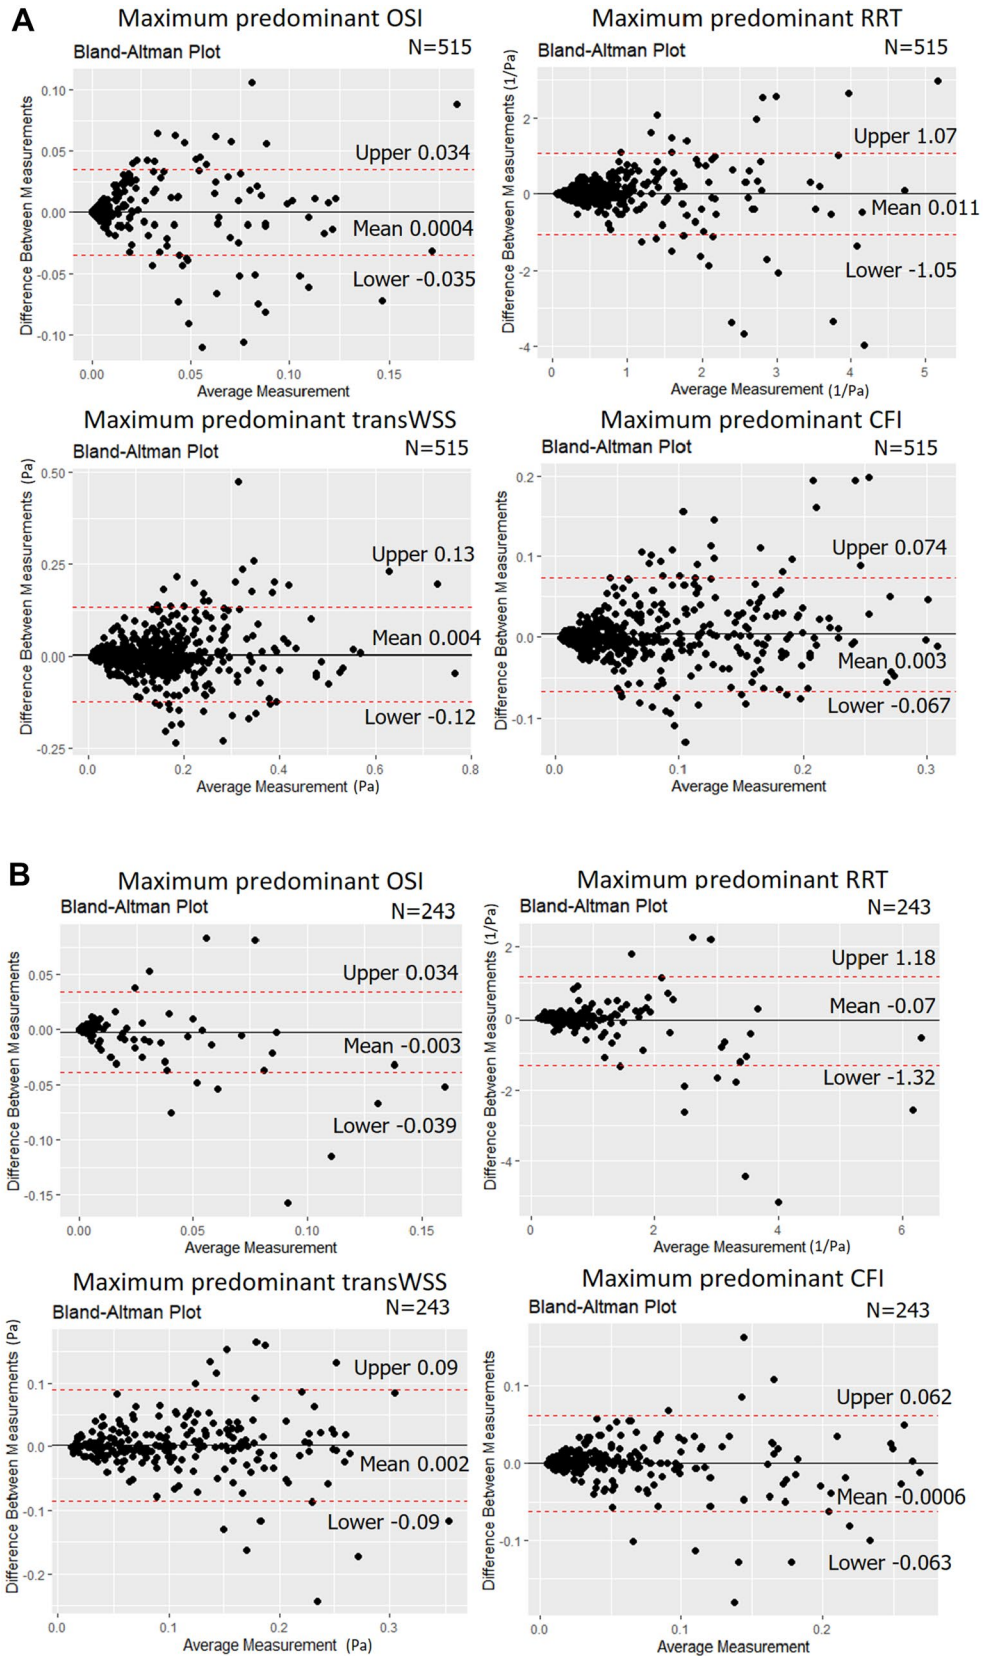 A
Maximum predominant OSI
Bland-Altman Plot
N=515
Difference Between Measurements
0.10
0.05
0.00
-0.05
-0.10
Upper 0.034
Mean 0.0004
Lower -0.035
0.00 0.05 0.10 0.15
Average Measurement
Maximum predominant RRT
Bland-Altman Plot
N=515
Difference Between Measurements (1/Pa)
2
0
-2
-4
Upper 1.07
Mean 0.011
Lower -1.05
0 1 2 3 4 5
Average Measurement (1/Pa)
Maximum predominant transWSS
Bland-Altman Plot
N=515
Difference Between Measurements (Pa)
0.50
0.25
0.00
-0.25
Upper 0.13
Mean 0.004
Lower -0.12
0.0 0.2 0.4 0.6 0.8
Average Measurement (Pa)
Maximum predominant CFI
Bland-Altman Plot
N=515
Difference Between Measurements
0.2
0.1
0.0
-0.1
Upper 0.074
Mean 0.003
Lower -0.067
0.0 0.1 0.2 0.3
Average Measurement
B
Maximum predominant OSI
Bland-Altman Plot
N=243
Difference Between Measurements
0.05
0.00
-0.05
-0.10
-0.15
Upper 0.034
Mean -0.003
Lower -0.039
0.00 0.05 0.10 0.15
Average Measurement
Maximum predominant RRT
Bland-Altman Plot
N=243
Difference Between Measurements (1/Pa)
2
0
-2
-4
Upper 1.18
Mean -0.07
Lower -1.32
0 2 4 6
Average Measurement (1/Pa)
Maximum predominant transWSS
Bland-Altman Plot
N=243
Difference Between Measurements (Pa)
0.1
0.0
-0.1
-0.2
Upper 0.09
Mean 0.002
Lower -0.09
0.0 0.1 0.2 0.3
Average Measurement (Pa)
Maximum predominant CFI
Bland-Altman Plot
N=243
Difference Between Measurements
0.1
0.0
-0.1
Upper 0.062
Mean -0.0006
Lower -0.063
0.0 0.1 0.2
Average Measurement